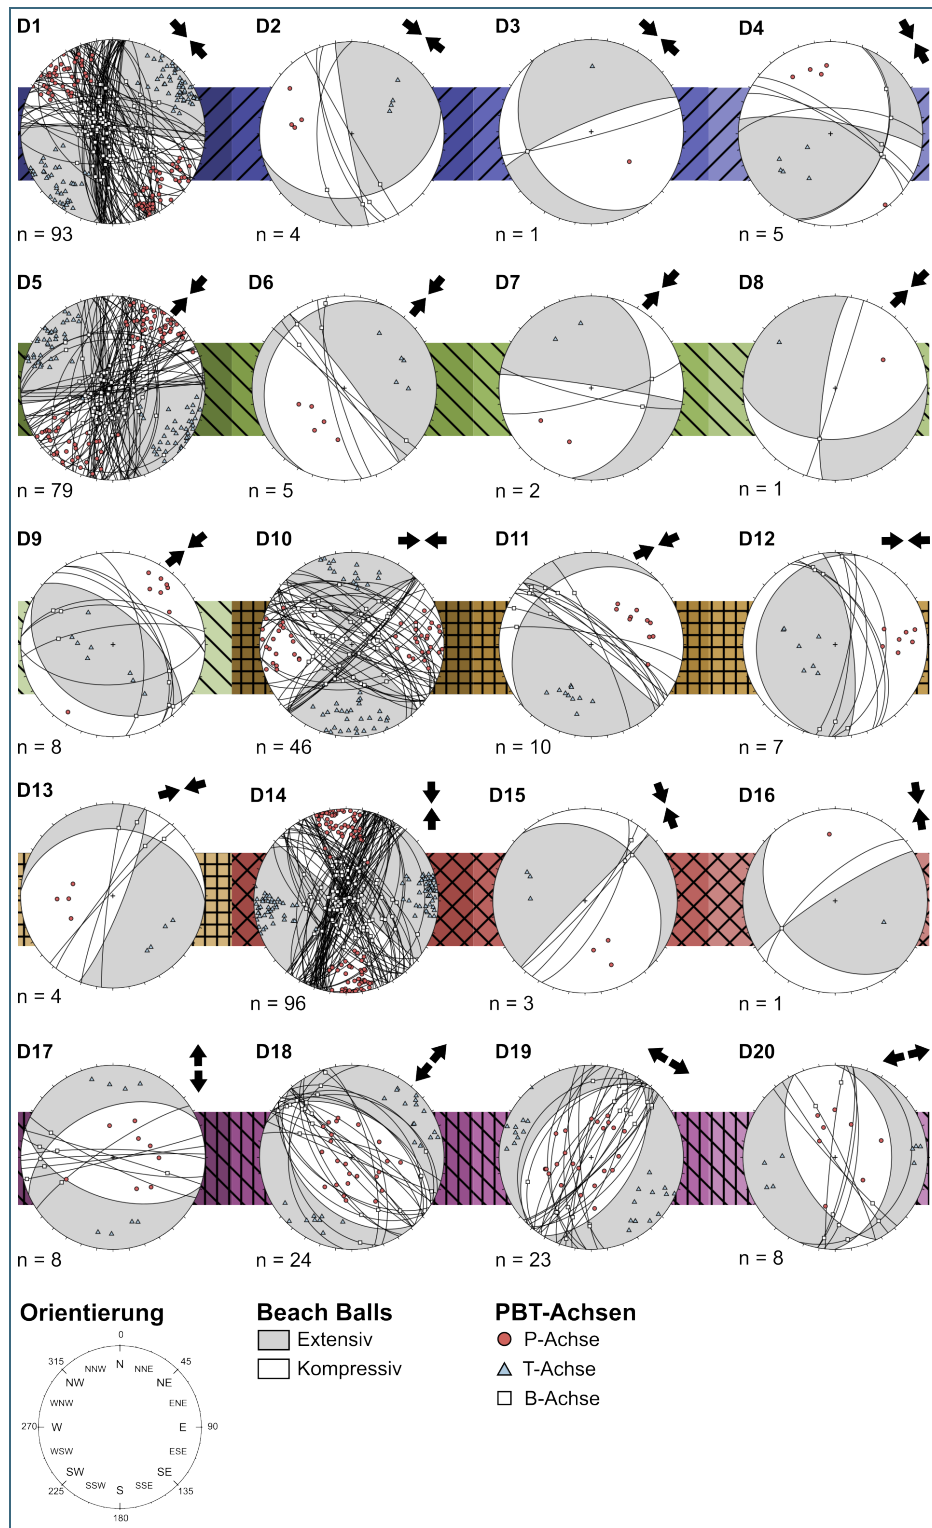 D1 D2 D3 D4
n = 93 n = 4 n = 1 n = 5
D5 D6 D7 D8
n = 79 n = 5 n = 2 n = 1
D9 D10 D11 D12
n = 8 n = 46 n = 10 n = 7
D13 D14 D15 D16
n = 4 n = 96 n = 3 n = 1
D17 D18 D19 D20
n = 8 n = 24 n = 23 n = 8
Orientierung
0
315 NNW N NNE 45
NW NE
WNW ENE
270 W E 90
WSW ESE
SW SE
225 SSW S SSE 135
180
Beach Balls
Extensiv
Kompressiv
PBT-Achsen
P-Achse
T-Achse
B-Achse